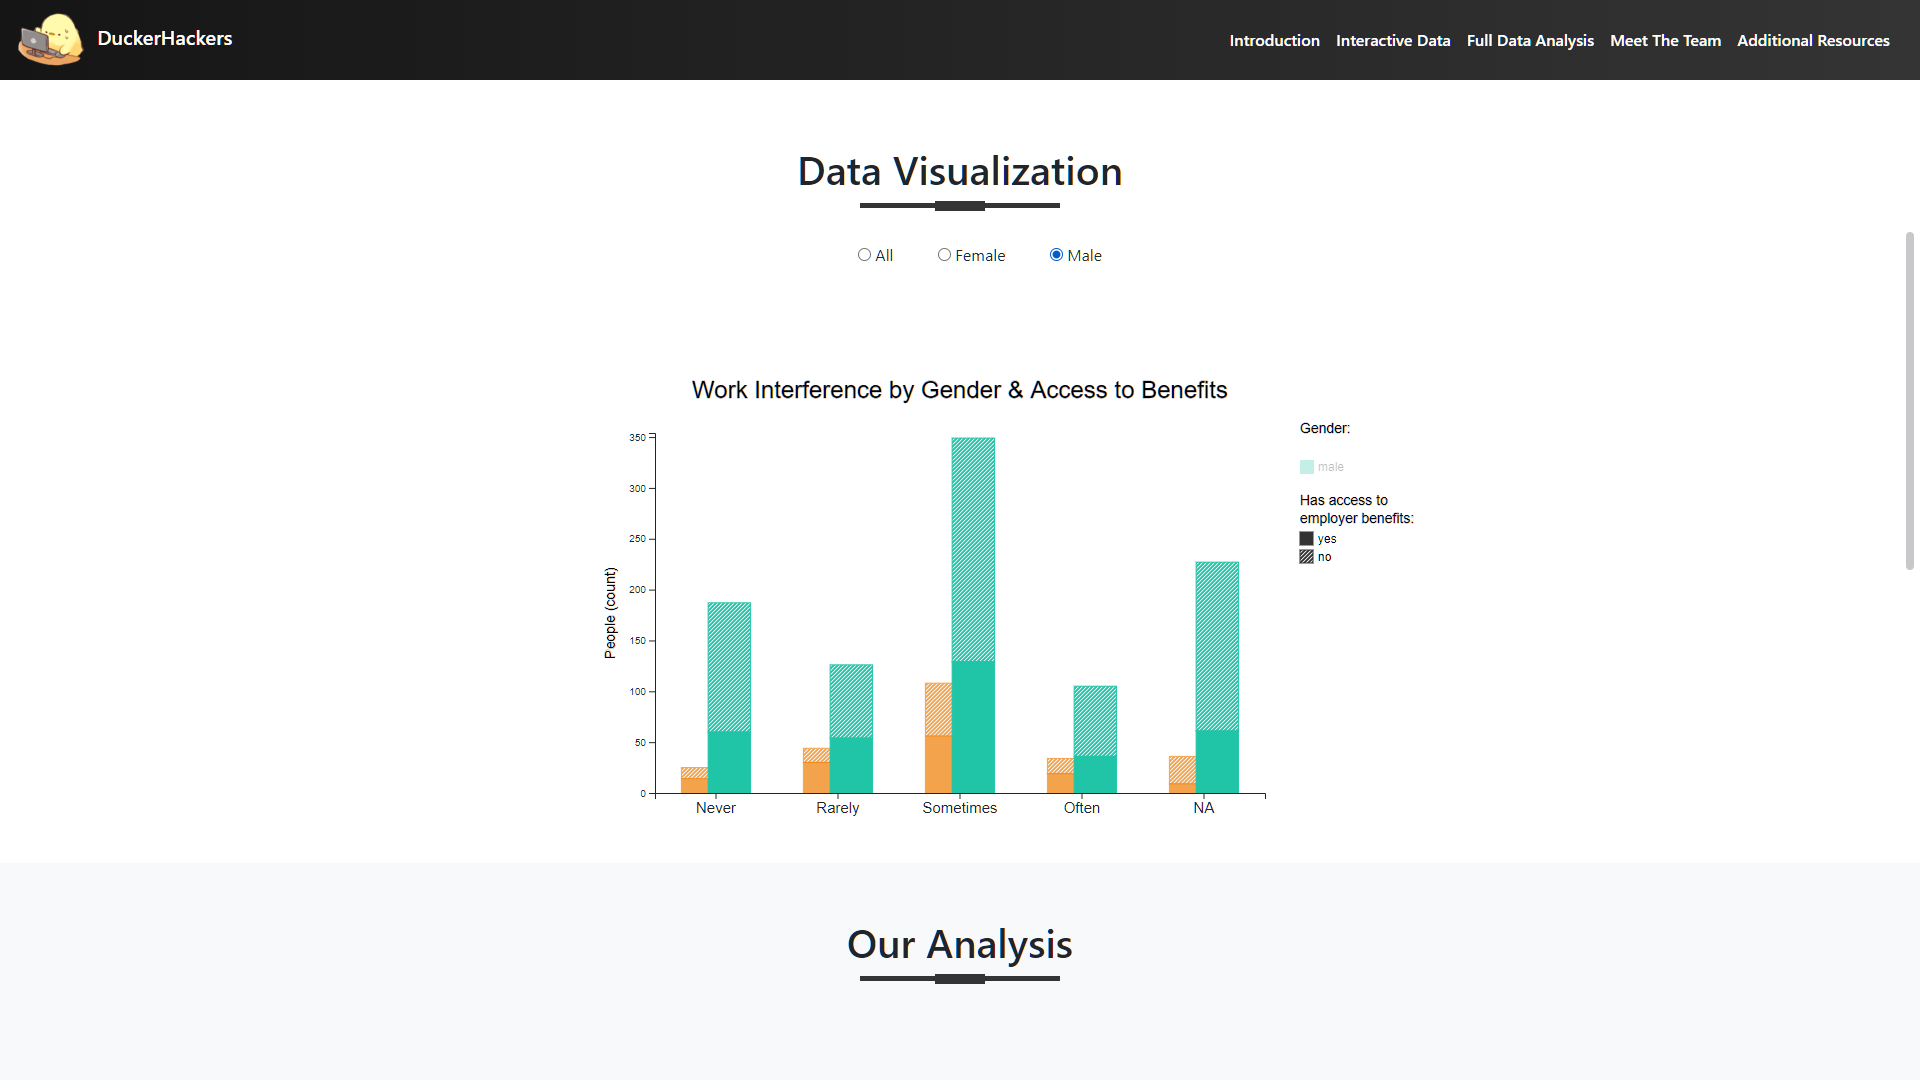 DuckerHackers
Introduction Interactive Data Full Data Analysis Meet The Team Additional Resources
Data Visualization
All Female Male
Work Interference by Gender & Access to Benefits
Gender:
male
Has access to
employer benefits:
yes
no
People (count)
350
300
250
200
150
100
50
0
Never Rarely Sometimes Often NA
Our Analysis